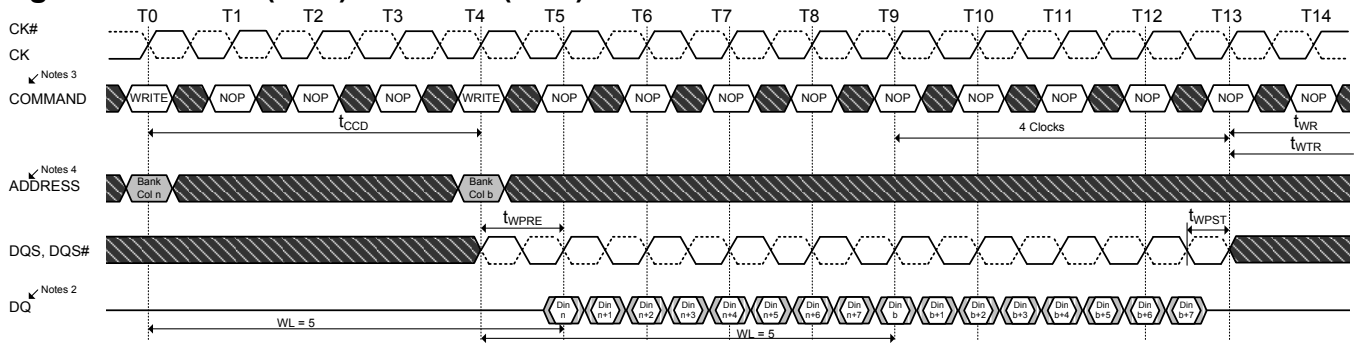 T0 T1 T2 T3 T4 T5 T6 T7 T8 T9 T10 T11 T12 T13 T14
CK#
CK
Notes 3
COMMAND WRITE NOP NOP NOP WRITE NOP NOP NOP NOP NOP NOP NOP NOP NOP NOP
tCCD 4 Clocks tWR
tWTR
Notes 4
ADDRESS Bank Col n Bank Col b
tWPRE tWPST
DQS, DQS#
Notes 2
DQ Din n Din n+1 Din n+2 Din n+3 Din n+4 Din n+5 Din n+6 Din n+7 Din b Din b+1 Din b+2 Din b+3 Din b+4 Din b+5 Din b+6 Din b+7
WL = 5 WL = 5